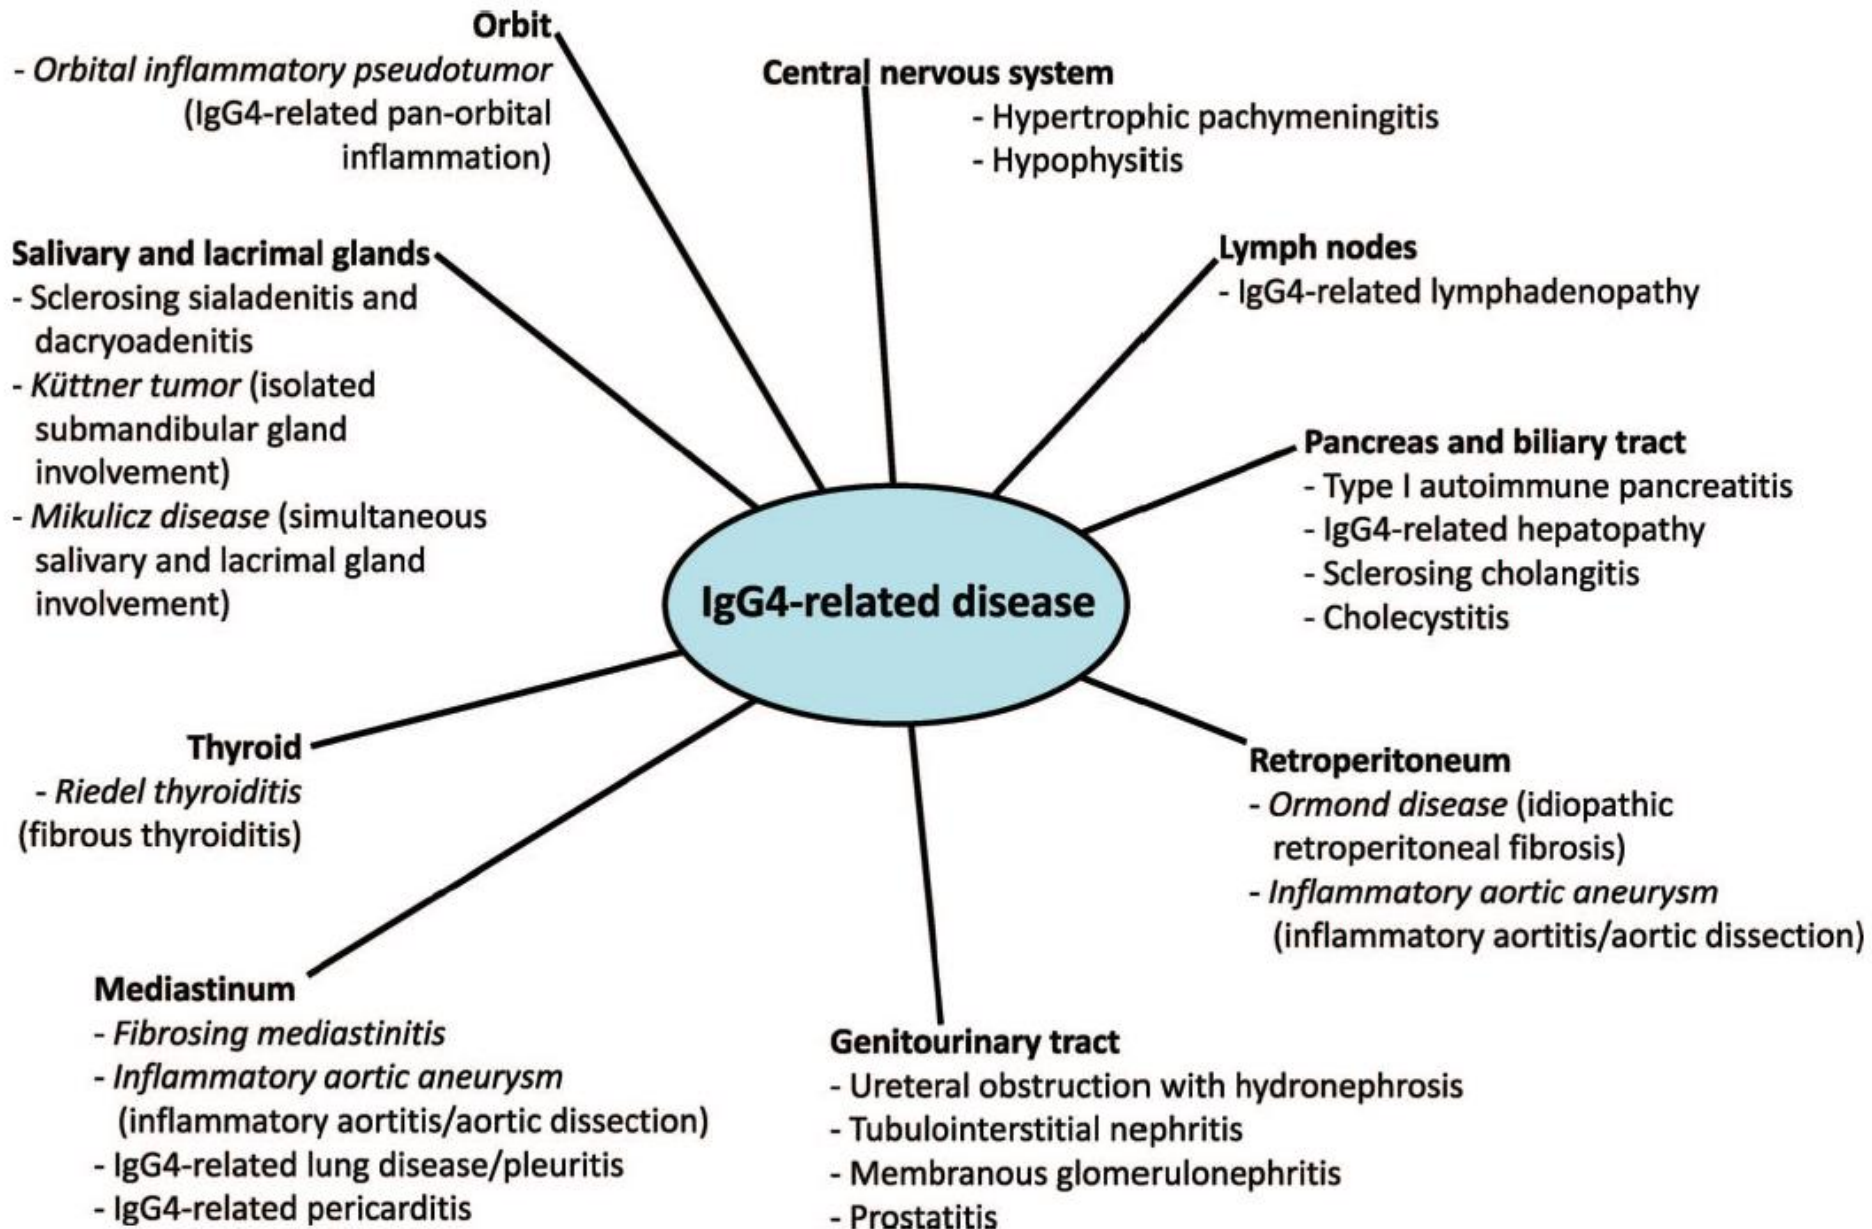 Orbit
- Orbital inflammatory pseudotumor
(IgG4-related pan-orbital
inflammation)
Central nervous system
- Hypertrophic pachymeningitis
- Hypophysitis
Salivary and lacrimal glands
- Sclerosing sialadenitis and
dacryoadenitis
- Küttner tumor (isolated
submandibular gland
involvement)
- Mikulicz disease (simultaneous
salivary and lacrimal gland
involvement)
Lymph nodes
- IgG4-related lymphadenopathy
Pancreas and biliary tract
- Type I autoimmune pancreatitis
- IgG4-related hepatopathy
- Sclerosing cholangitis
- Cholecystitis
IgG4-related disease
Thyroid
- Riedel thyroiditis
(fibrous thyroiditis)
Retroperitoneum
- Ormond disease (idiopathic
retroperitoneal fibrosis)
- Inflammatory aortic aneurysm
(inflammatory aortitis/aortic dissection)
Mediastinum
- Fibrosing mediastinitis
- Inflammatory aortic aneurysm
(inflammatory aortitis/aortic dissection)
- IgG4-related lung disease/pleuritis
- IgG4-related pericarditis
Genitourinary tract
- Ureteral obstruction with hydronephrosis
- Tubulointerstitial nephritis
- Membranous glomerulonephritis
- Prostatitis